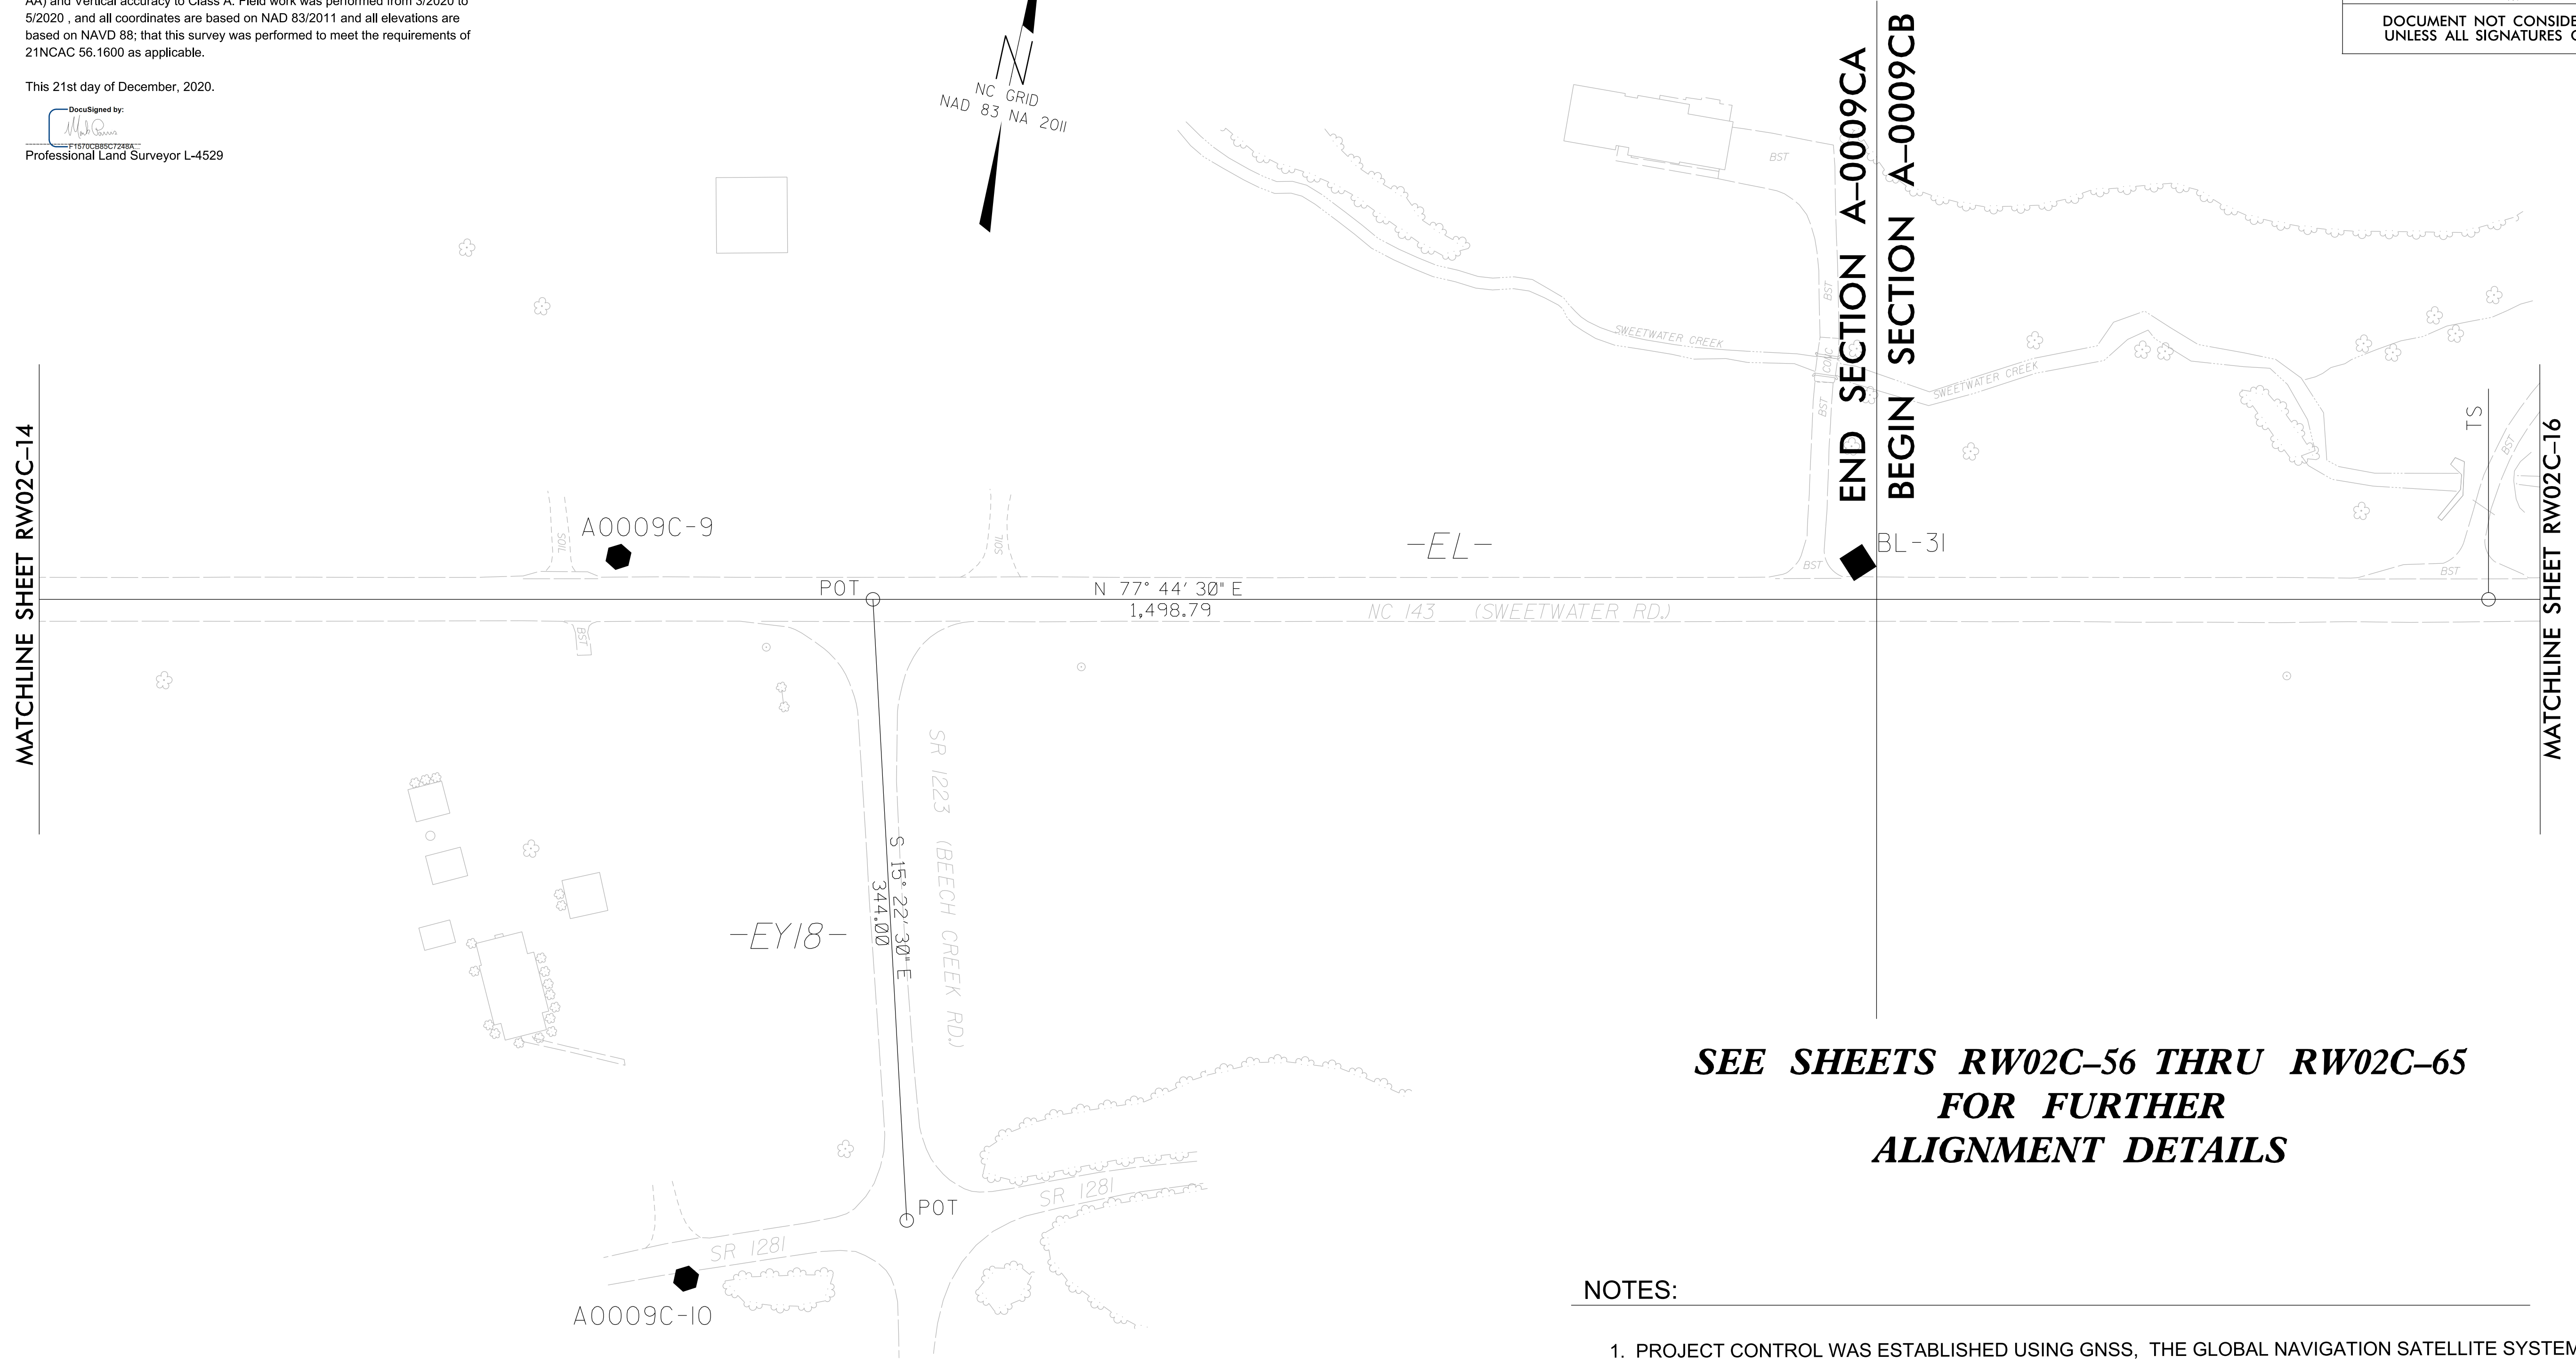 AA) and Vertical accuracy to Class A. Field work was performed from 3/2020 to
5/2020 , and all coordinates are based on NAD 83/2011 and all elevations are
based on NAVD 88; that this survey was performed to meet the requirements of
21NCAC 56.1600 as applicable.
This 21st day of December, 2020.
DocuSigned by:
F1570CB85C7248A...
Professional Land Surveyor L-4529
NC GRID
NAD 83 NA 2011
DOCUMENT NOT CONSIDE
UNLESS ALL SIGNATURES
END SECTION A-0009CA
BEGIN SECTION A-0009CB
BST
BST
SWEETWATER CREEK
CONC
BST
SWEETWATER CREEK
TS
BST
MATCHLINE SHEET RW02C-14
MATCHLINE SHEET RW02C-16
SOIL
A0009C-9
SOIL
-EL-
BST
BL-31
BST
POT
N 77° 44' 30" E
1,498.79
NC 143 (SWEETWATER RD.)
BST
SR 1223 (BEECH CREEK RD.)
S 15° 22' 30" E
344.00
-EY18-
SEE SHEETS RW02C-56 THRU RW02C-65
FOR FURTHER
ALIGNMENT DETAILS
SR 1281
POT
SR 1281
A0009C-10
NOTES:
1. PROJECT CONTROL WAS ESTABLISHED USING GNSS, THE GLOBAL NAVIGATION SATELLITE SYSTEM